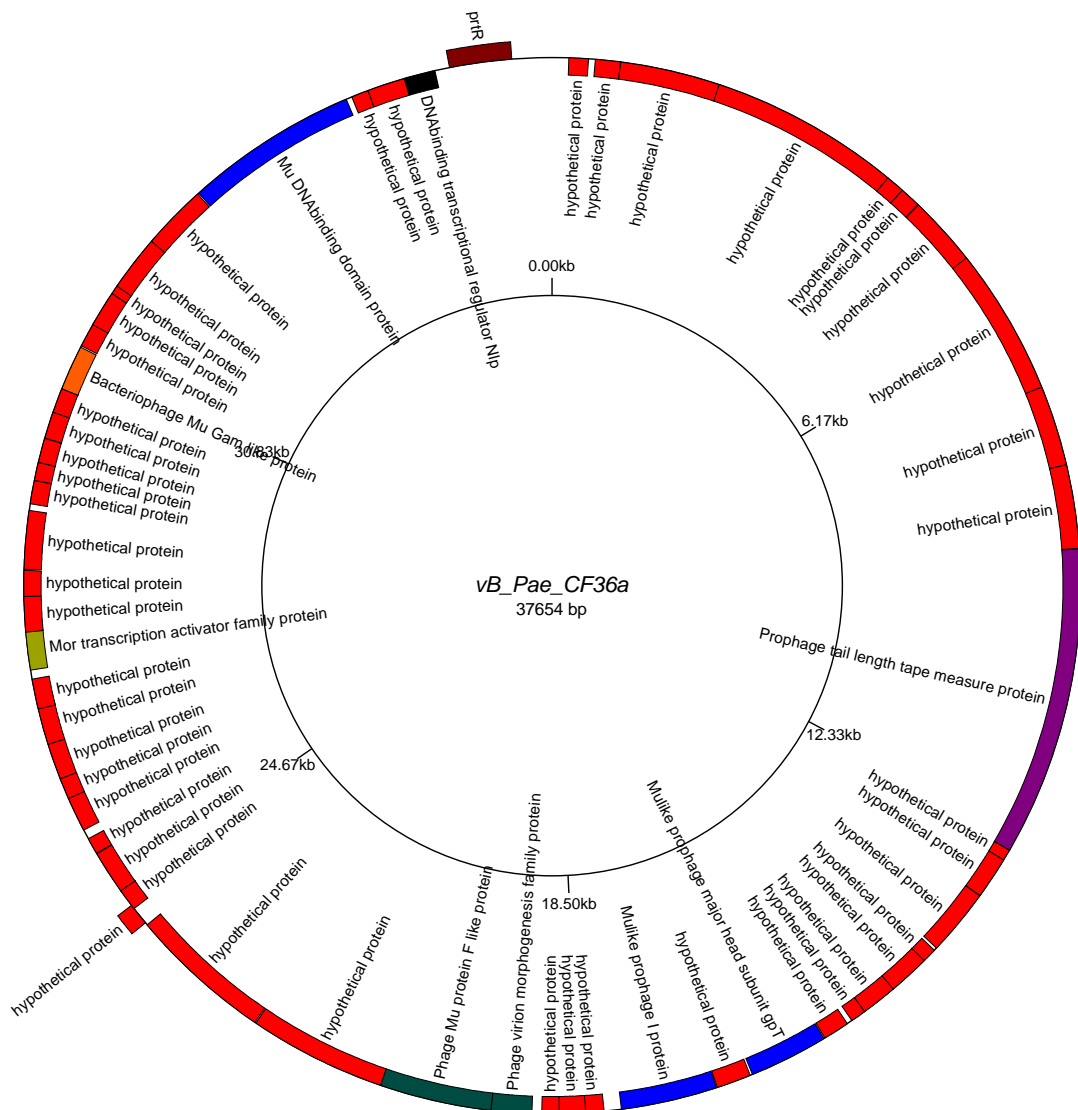 prtR
hypothetical protein
hypothetical protein
hypothetical protein
hypothetical protein
hypothetical protein
hypothetical protein
hypothetical protein
hypothetical protein
hypothetical protein
hypothetical protein
Prophage tail length tape measure protein
hypothetical protein
hypothetical protein
hypothetical protein
hypothetical protein
hypothetical protein
hypothetical protein
hypothetical protein
hypothetical protein
Mulike prophage major head subunit gpT
hypothetical protein
Mulike prophage I protein
hypothetical protein
hypothetical protein
hypothetical protein
Phage virion morphogenesis family protein
Phage Mu protein F like protein
hypothetical protein
hypothetical protein
hypothetical protein
hypothetical protein
hypothetical protein
hypothetical protein
hypothetical protein
hypothetical protein
hypothetical protein
hypothetical protein
hypothetical protein
Mor transcription activator family protein
hypothetical protein
hypothetical protein
hypothetical protein
hypothetical protein
hypothetical protein
hypothetical protein
hypothetical protein
hypothetical protein
Bacteriophage Mu Gam like protein
hypothetical protein
hypothetical protein
hypothetical protein
hypothetical protein
hypothetical protein
Mu DNAbinding domain protein
hypothetical protein
hypothetical protein
DNAbinding transcriptional regulator Nlp
0.00kb
6.17kb
12.33kb
18.50kb
24.67kb
30.83kb
vB_Pae_CF36a
37654 bp